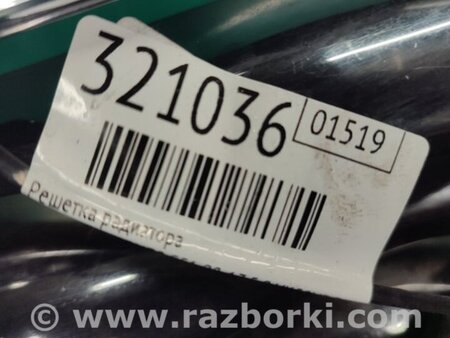 321036
01519
Решетка радиатора
© www.razborki.com